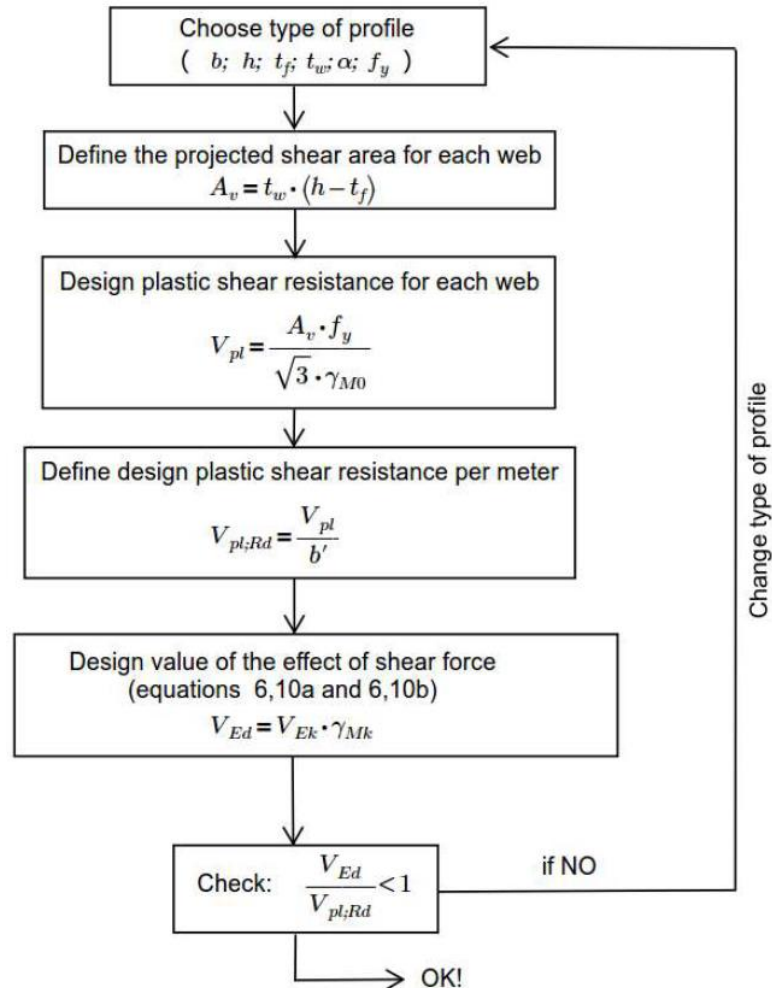 Choose type of profile
( b; h; t_f; t_w; α; f_y )
Define the projected shear area for each web
A_v = t_w · (h − t_f)
Design plastic shear resistance for each web
V_pl = A_v · f_y / √3 · γ_M0
Define design plastic shear resistance per meter
V_pl;Rd = V_pl / b′
Design value of the effect of shear force
(equations 6,10a and 6,10b)
V_Ed = V_Ek · γ_Mk
Check: V_Ed / V_pl;Rd < 1
if NO
Change type of profile
OK!